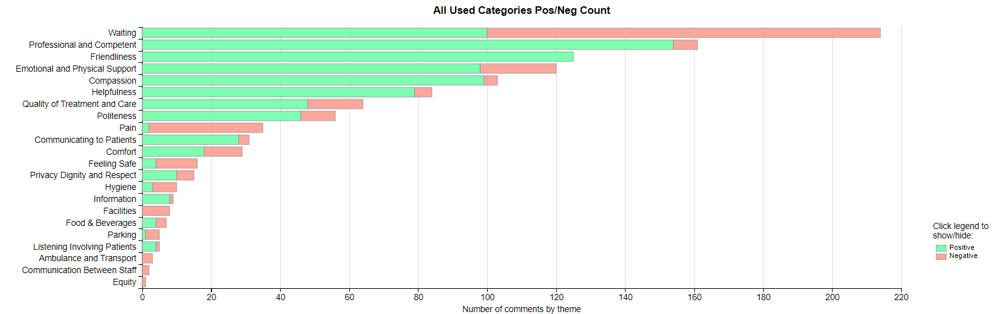 All Used Categories Pos/Neg Count
Waiting
Professional and Competent
Friendliness
Emotional and Physical Support
Compassion
Helpfulness
Quality of Treatment and Care
Politeness
Pain
Communicating to Patients
Comfort
Feeling Safe
Privacy Dignity and Respect
Hygiene
Information
Facilities
Food & Beverages
Parking
Listening Involving Patients
Ambulance and Transport
Communication Between Staff
Equity
0 20 40 60 80 100 120 140 160 180 200 220
Number of comments by theme
Click legend to
show/hide:
Positive
Negative